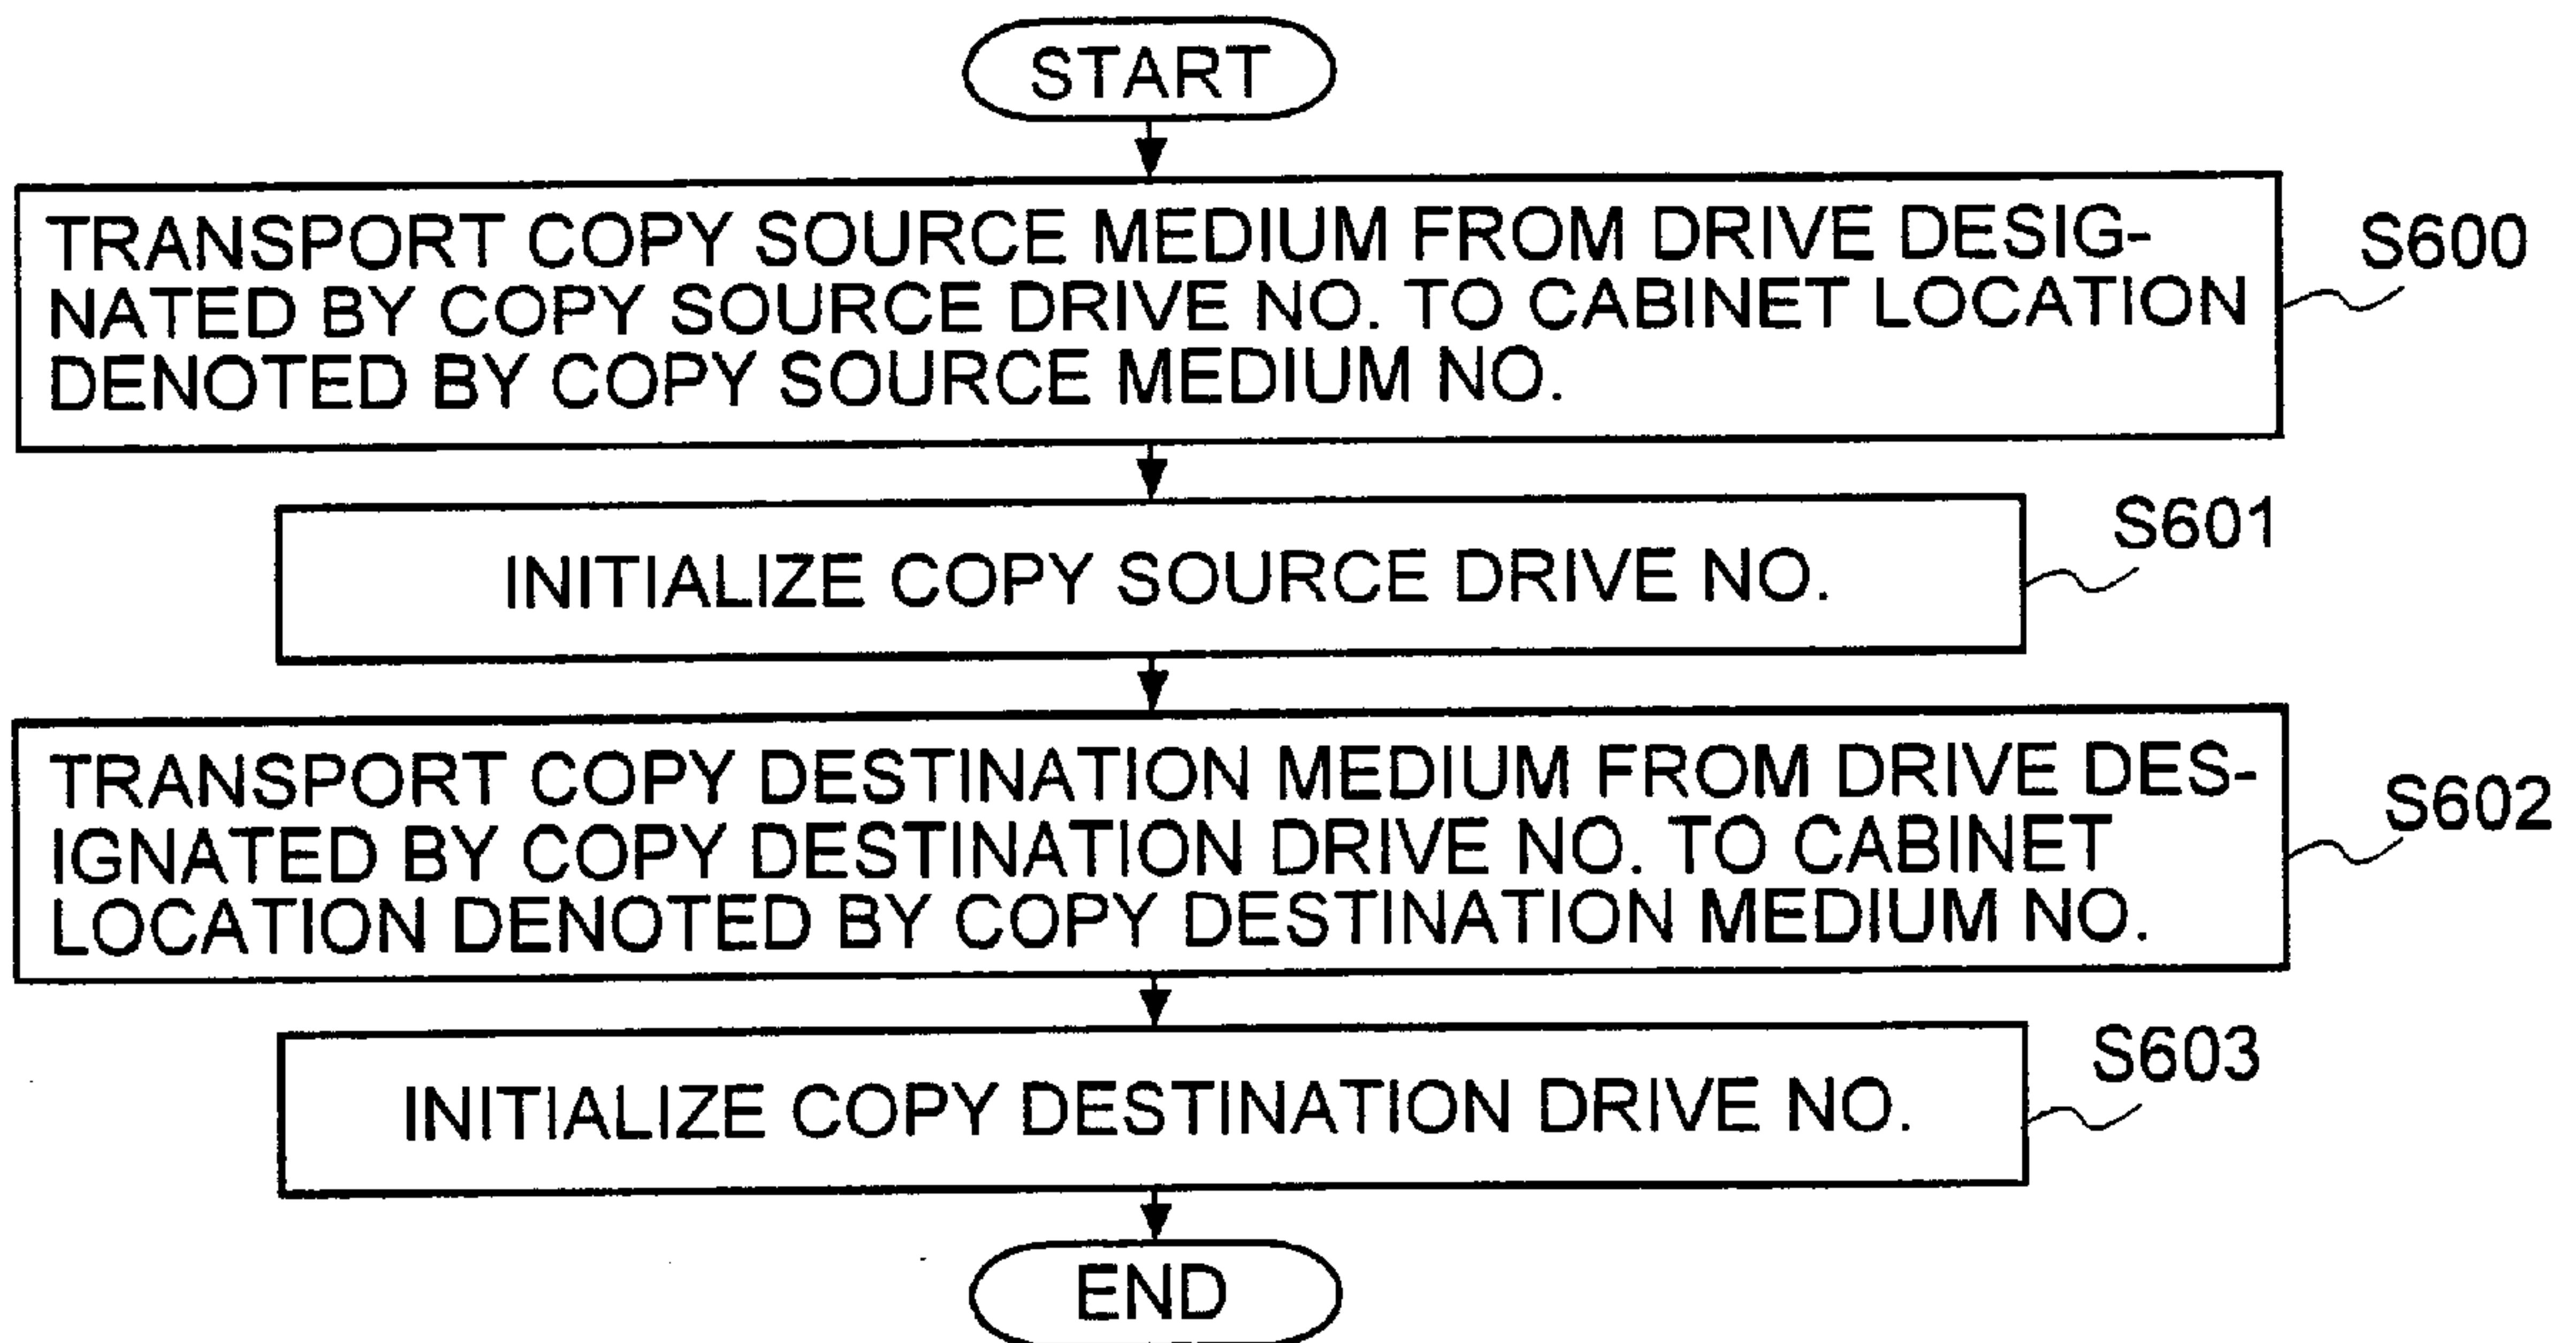 START
TRANSPORT COPY SOURCE MEDIUM FROM DRIVE DESIG-
NATED BY COPY SOURCE DRIVE NO. TO CABINET LOCATION
DENOTED BY COPY SOURCE MEDIUM NO.
S600
INITIALIZE COPY SOURCE DRIVE NO.
S601
TRANSPORT COPY DESTINATION MEDIUM FROM DRIVE DES-
IGNATED BY COPY DESTINATION DRIVE NO. TO CABINET
LOCATION DENOTED BY COPY DESTINATION MEDIUM NO.
S602
INITIALIZE COPY DESTINATION DRIVE NO.
S603
END